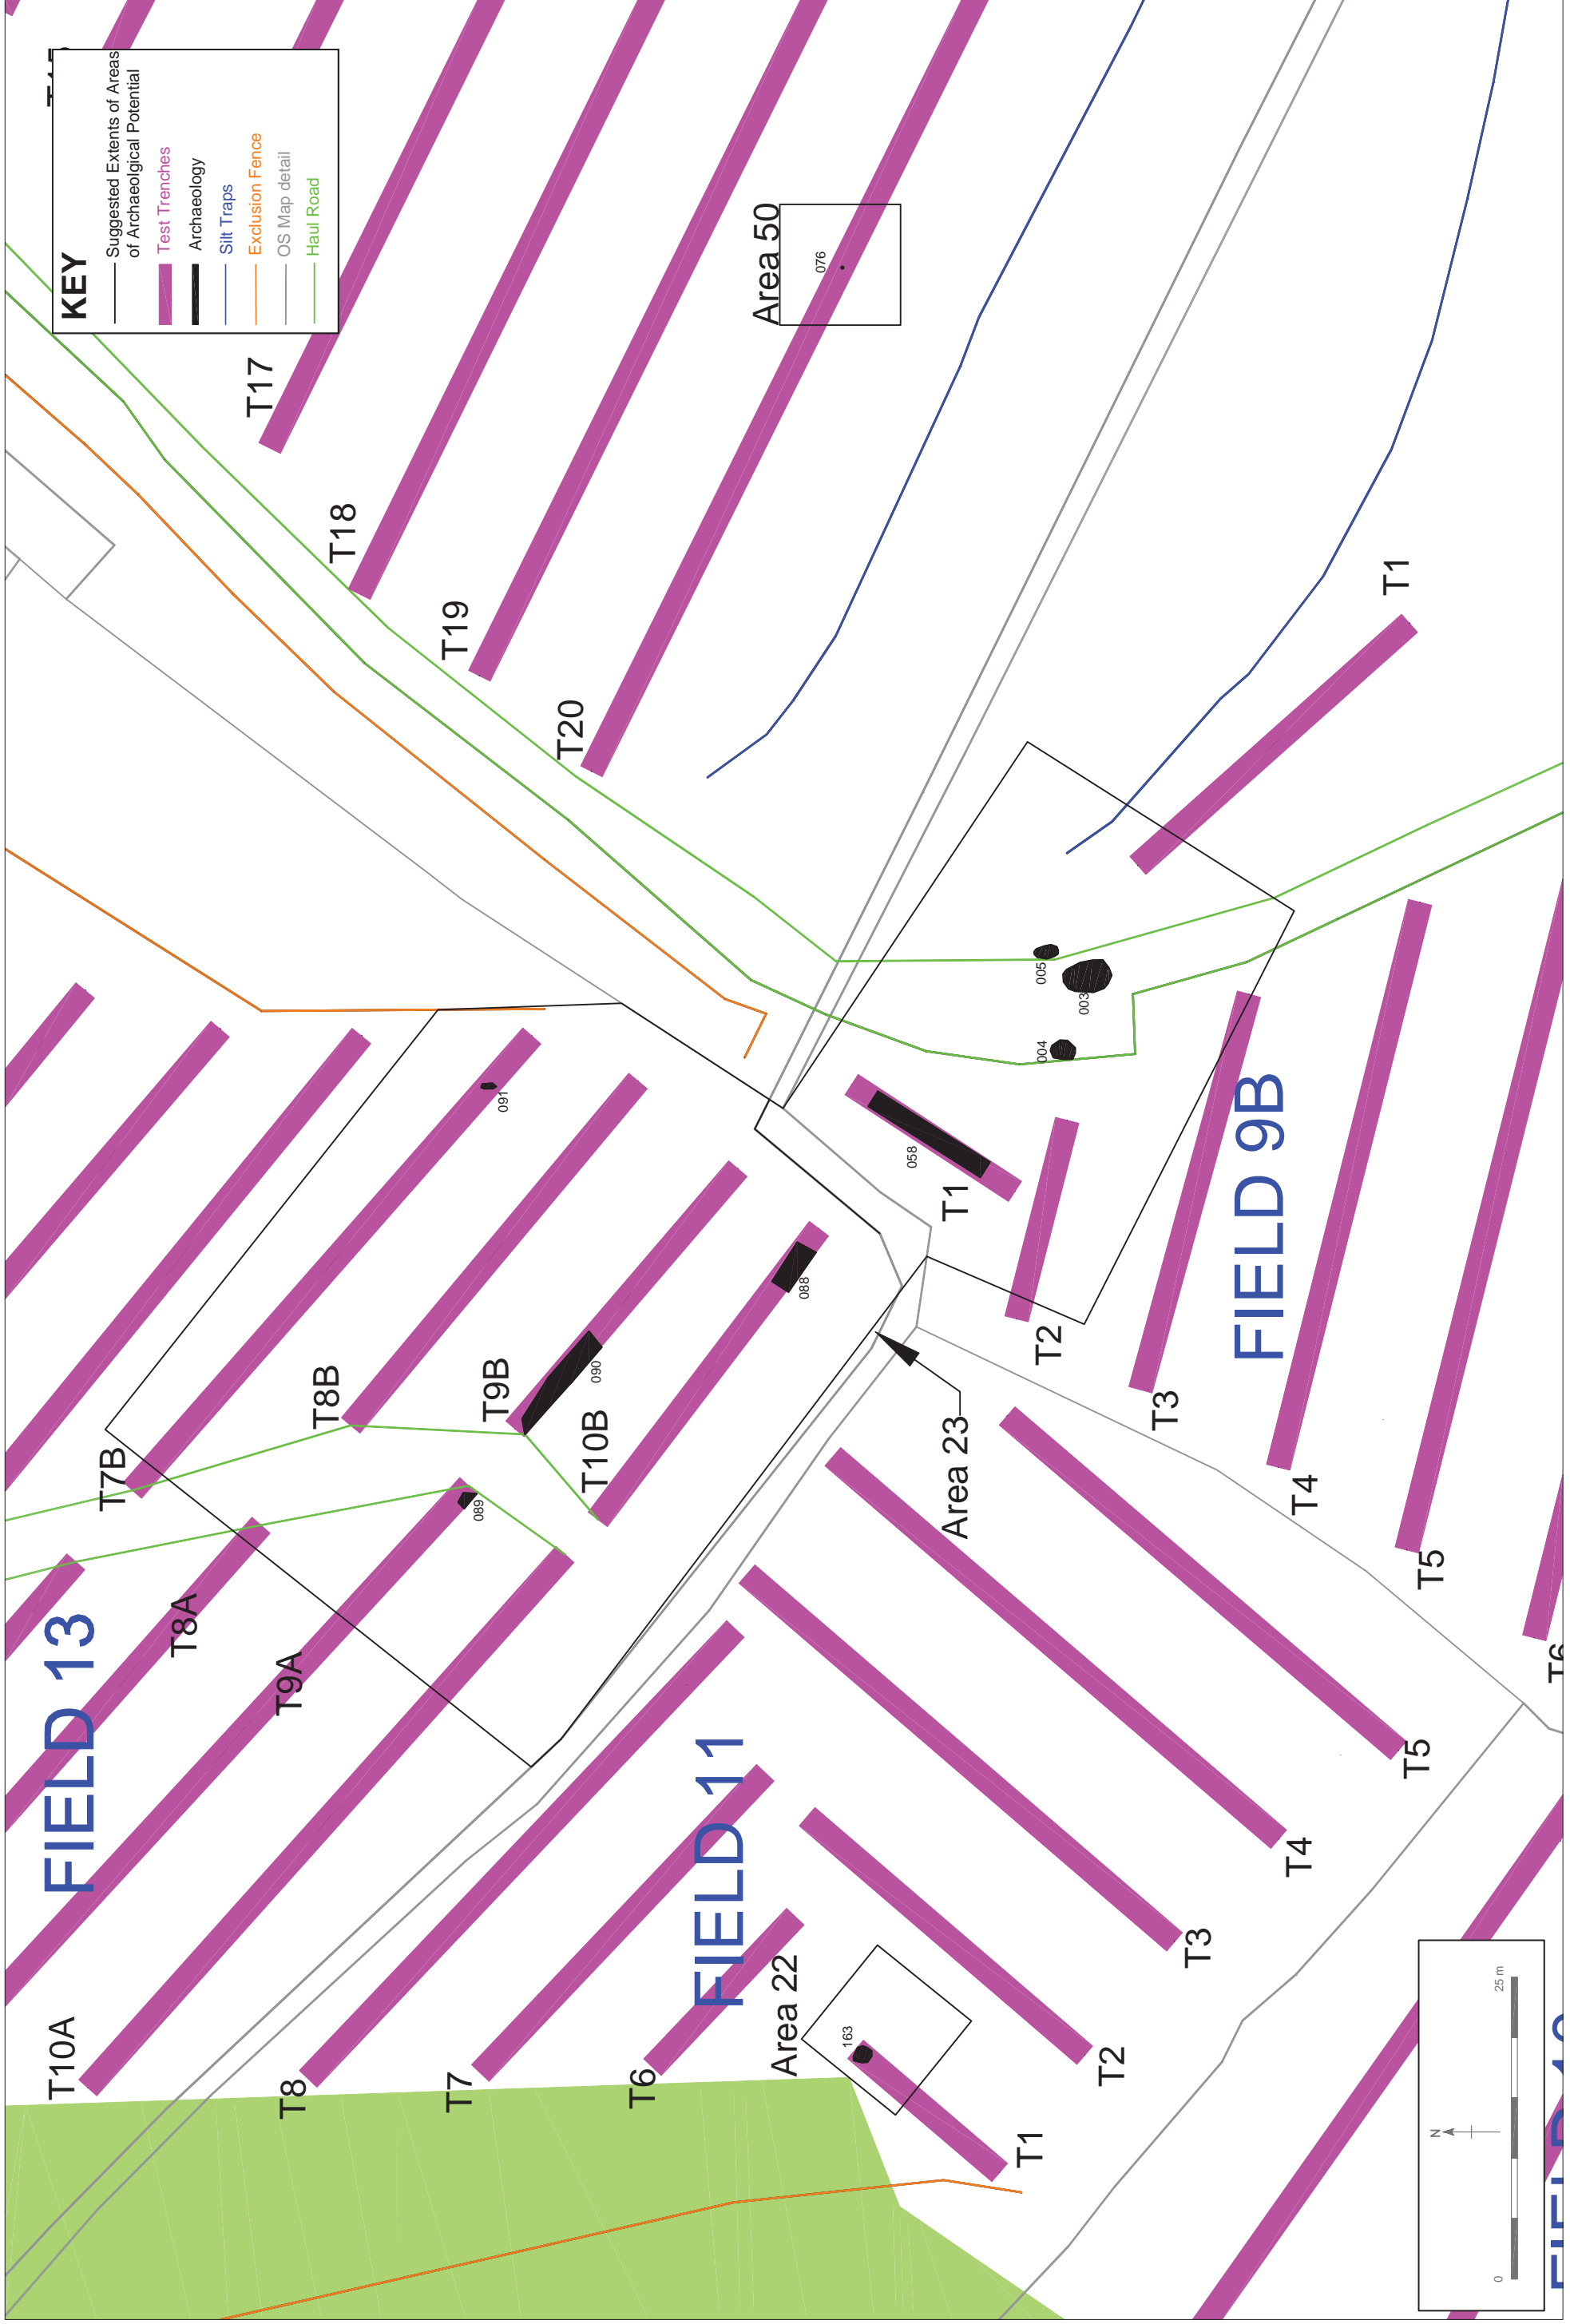 KEY
Suggested Extents of Areas
of Archaeolgical Potential
Test Trenches
Archaeology
Silt Traps
Exclusion Fence
OS Map detail
Haul Road
T17
T18
T19
T20
Area 50
076
T1
FIELD 13
T7B
T8B
T9B
T10B
T8A
T9A
T10A
091
090
089
088
058
005
003
004
T1
T2
T3
T4
T5
T6
FIELD 9B
Area 23
FIELD 11
T8
T7
T6
Area 22
163
T1
T2
T3
T4
T5
N
0
25 m